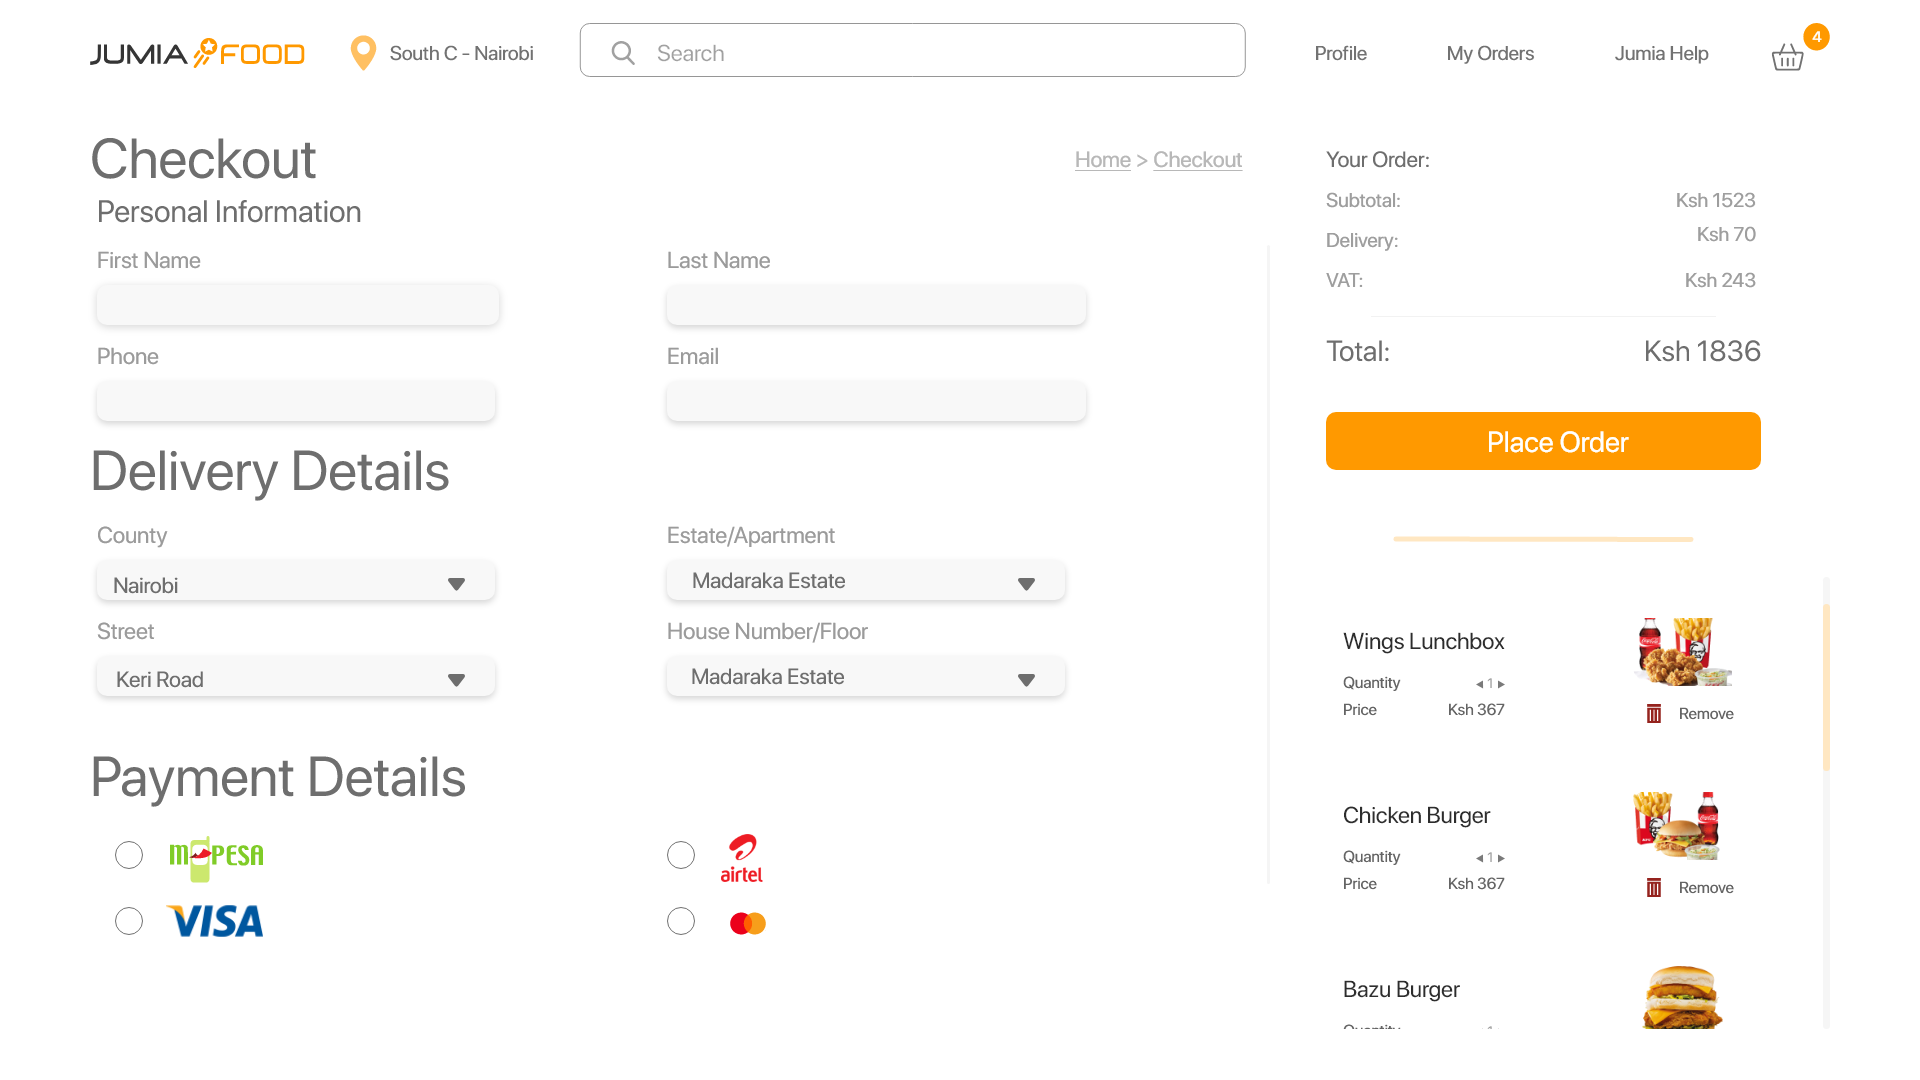 JUMIA FOOD
South C - Nairobi
Search
Profile
My Orders
Jumia Help
4
Checkout
Home > Checkout
Personal Information
First Name
Last Name
Phone
Email
Delivery Details
County
Estate/Apartment
Nairobi
Madaraka Estate
Street
House Number/Floor
Keri Road
Madaraka Estate
Payment Details
M PESA
airtel
VISA
Your Order:
Subtotal: Ksh 1523
Delivery: Ksh 70
VAT: Ksh 243
Total: Ksh 1836
Place Order
Wings Lunchbox
Quantity 1
Price Ksh 367
Remove
Chicken Burger
Quantity 1
Price Ksh 367
Remove
Bazu Burger
Quantity 1